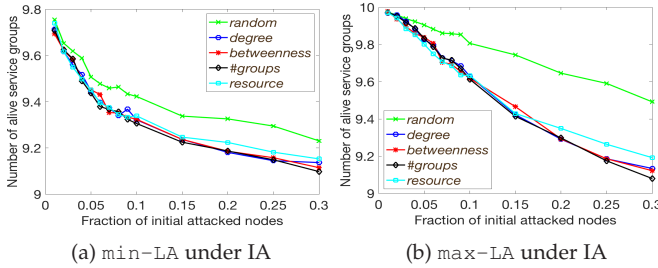 9.8
9.6
9.4
9.2
9
Number of alive service groups
random
degree
betweenness
#groups
resource
0 0.05 0.1 0.15 0.2 0.25 0.3
Fraction of initial attacked nodes
(a) min-LA under IA
10
9.8
9.6
9.4
9.2
9
Number of alive service groups
random
degree
betweenness
#groups
resource
0 0.05 0.1 0.15 0.2 0.25 0.3
Fraction of initial attacked nodes
(b) max-LA under IA